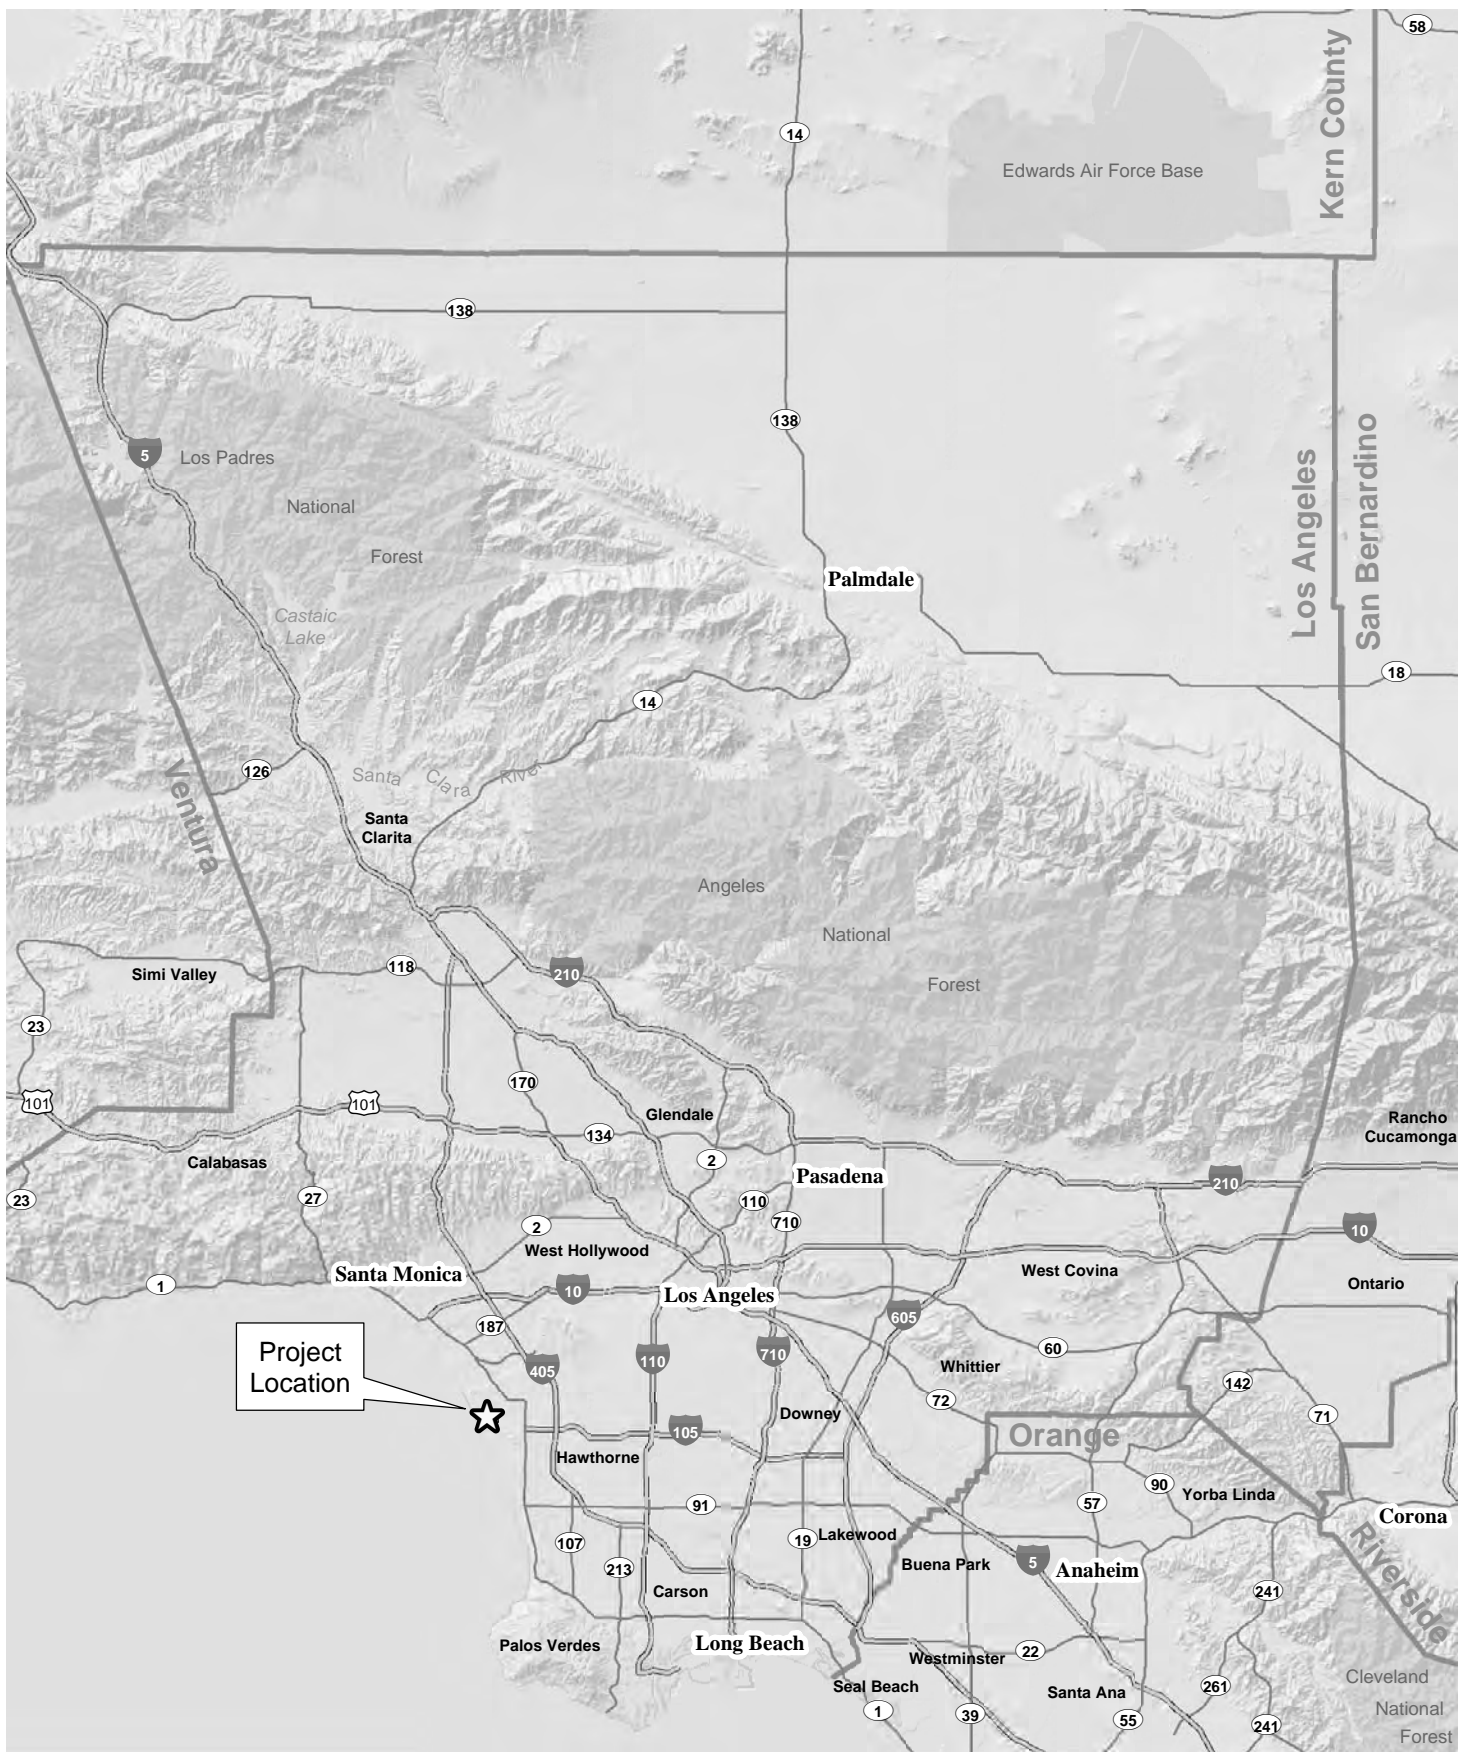 58
Kern County
14
Edwards Air Force Base
138
138
5
Los Padres
National
Forest
Los Angeles
San Bernardino
Palmdale
Castaic
Lake
18
14
126
Santa Clara River
Ventura
Santa
Clarita
Angeles
National
Forest
Simi Valley
118
210
23
170
101
101
Glendale
134
Rancho
Cucamonga
Calabasas
2
Pasadena
210
23
27
110
710
2
West Hollywood
10
Santa Monica
West Covina
1
10
Los Angeles
Ontario
187
605
Project
Location
60
405
110
710
Whittier
142
72
71
Downey
105
Orange
Hawthorne
90
Yorba Linda
91
57
Corona
Lakewood
19
107
Buena Park
5
Anaheim
213
Carson
241
Riverside
Palos Verdes
Long Beach
22
Westminster
Cleveland
National
Forest
Seal Beach
Santa Ana
261
1
39
55
241